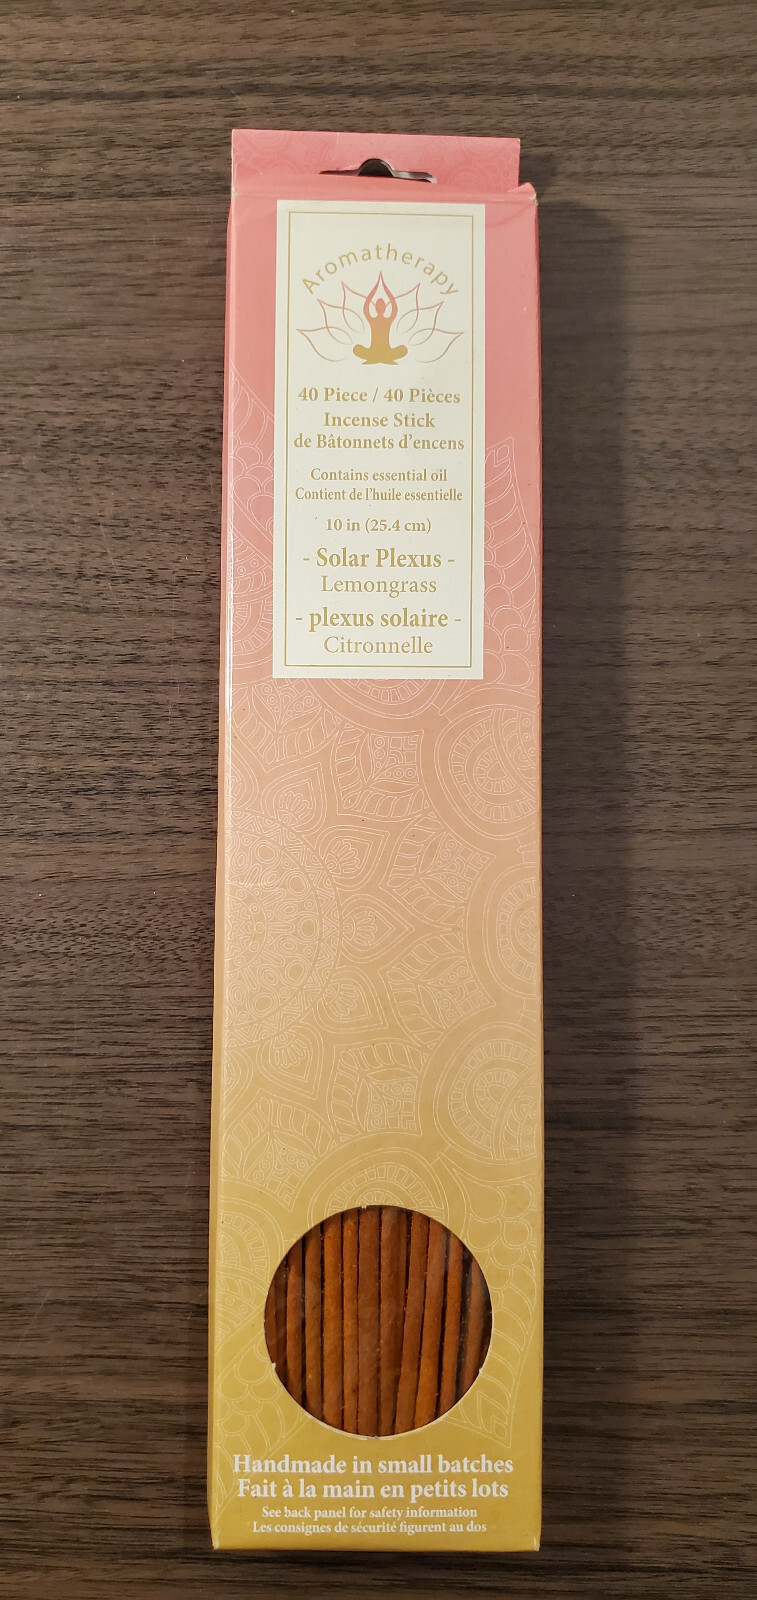 Aromatherapy
40 Piece / 40 Pièces
Incense Stick
de Bâtonnets d'encens
Contains essential oil
Contient de l'huile essentielle
10 in (25.4 cm)
- Solar Plexus -
Lemongrass
- plexus solaire -
Citronnelle
Handmade in small batches
Fait à la main en petits lots
See back panel for safety information
Les consignes de sécurité figurent au dos